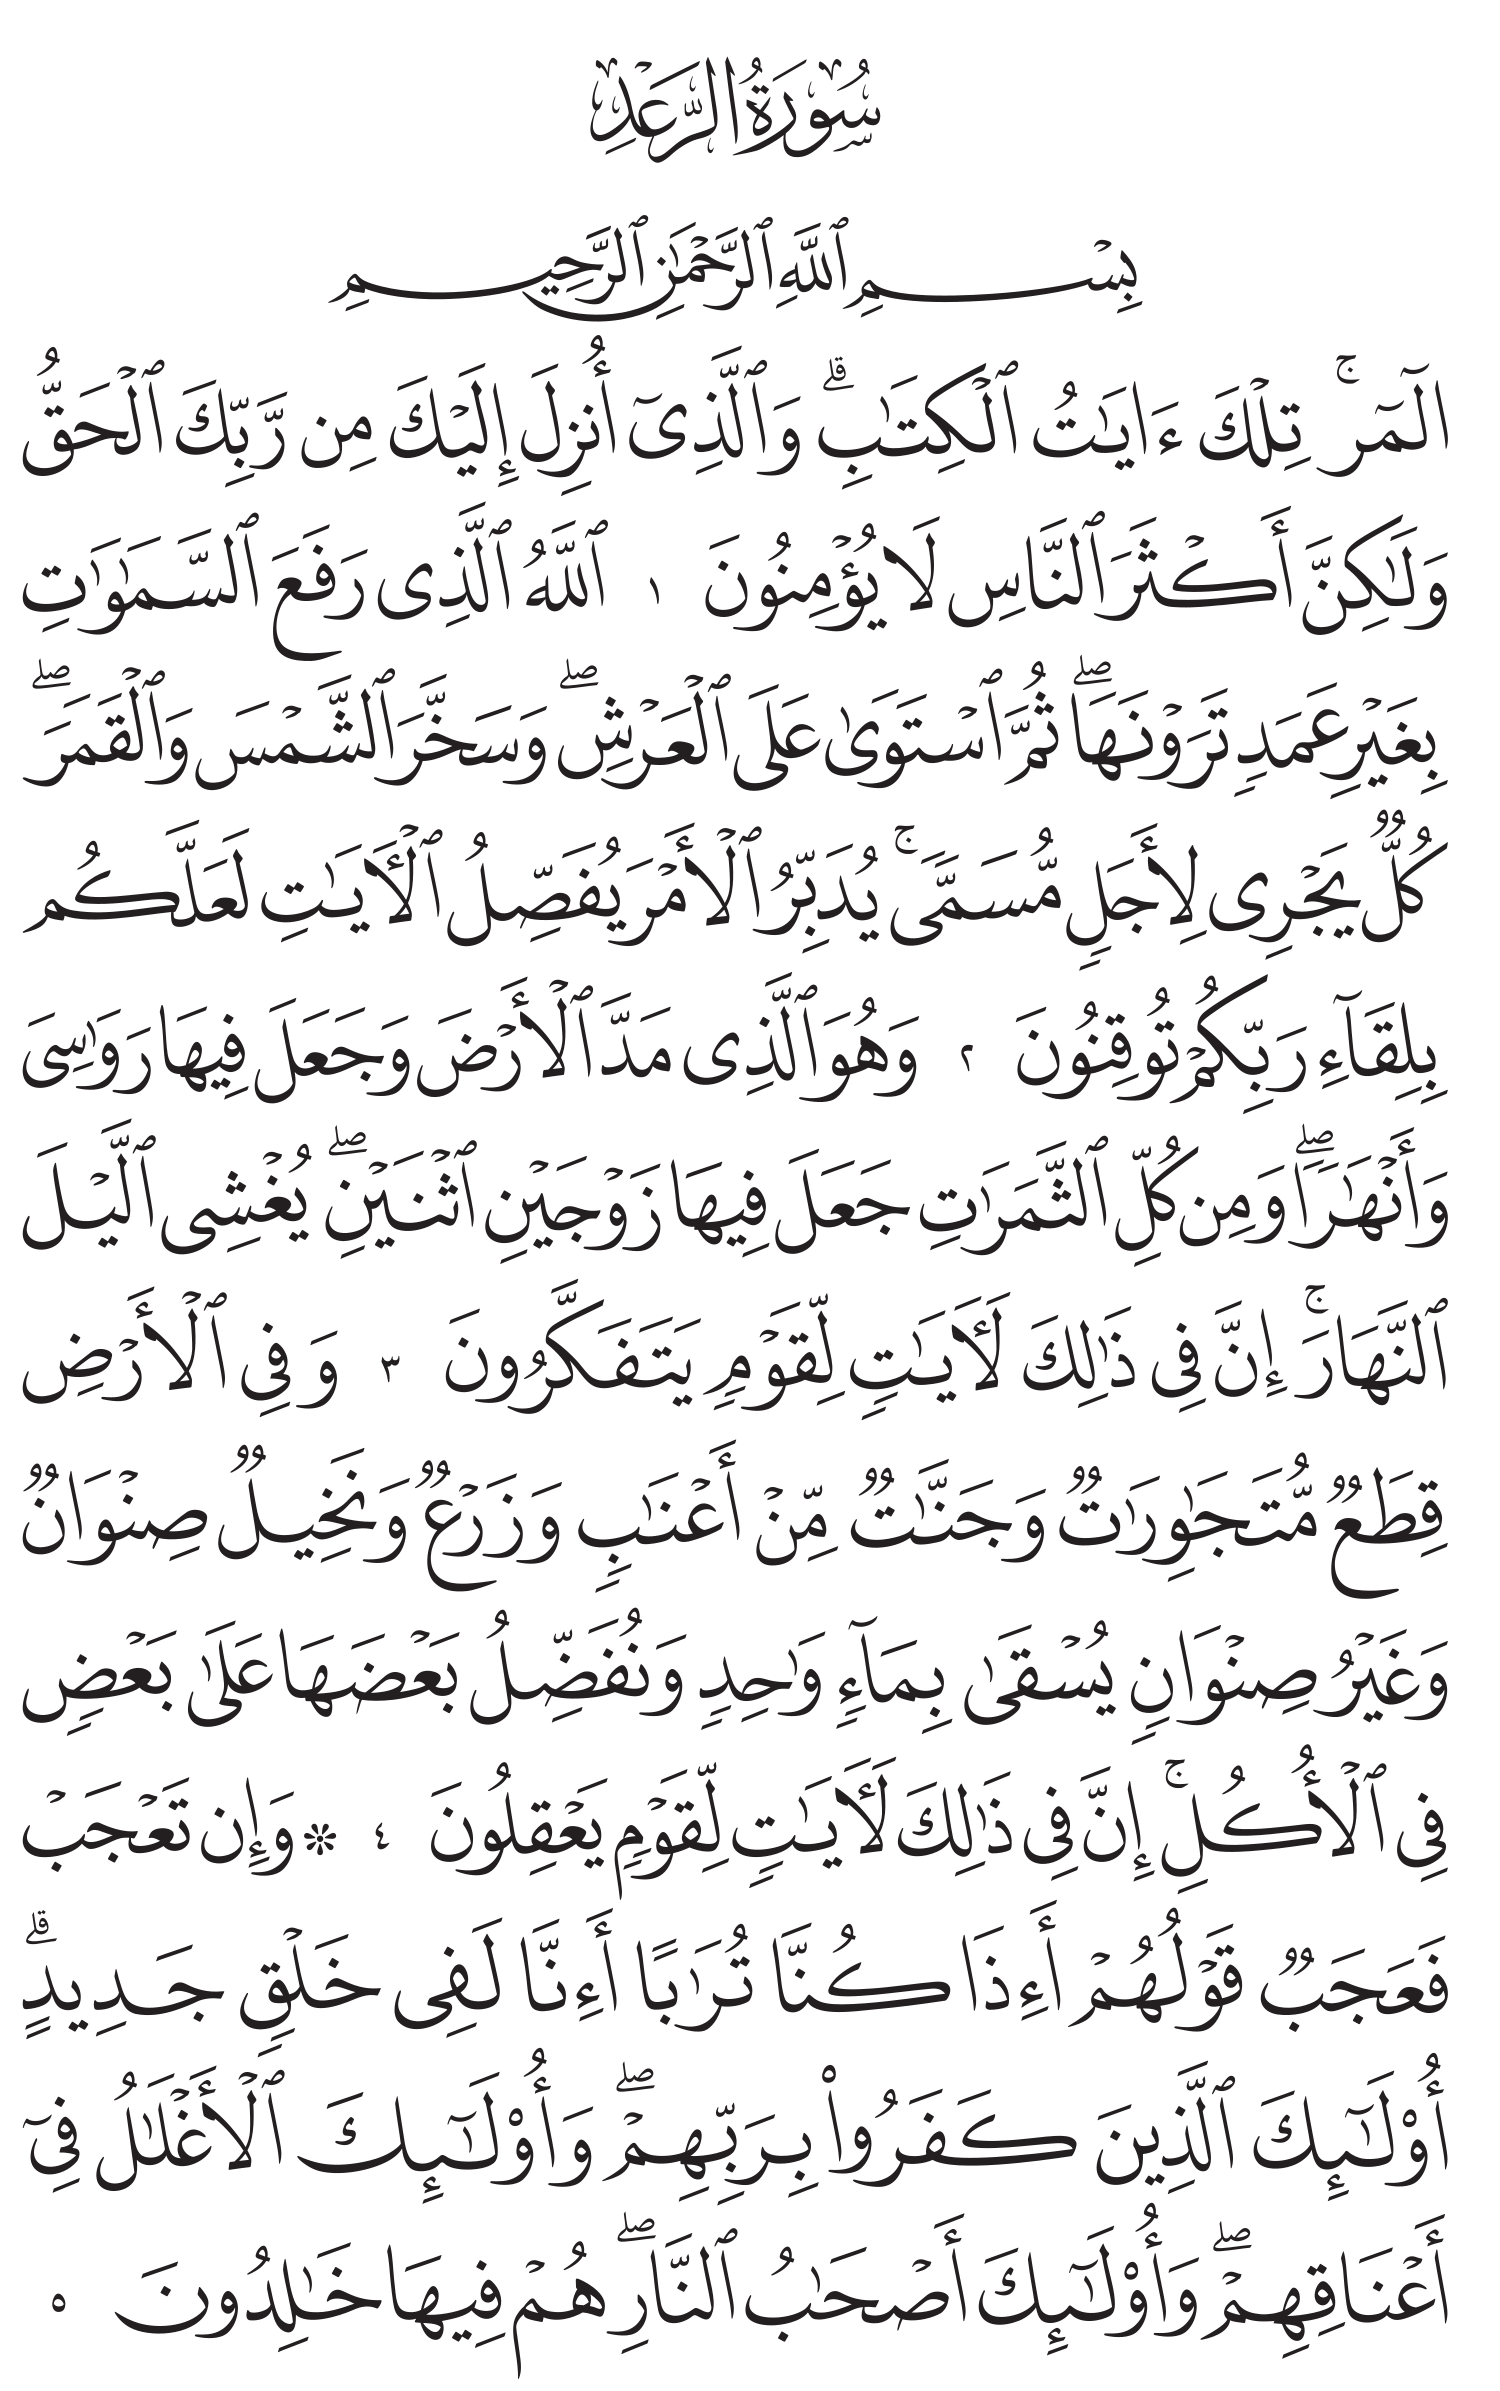 سُورَةُ الرَّعْدِ
بِسْمِ ٱللَّهِ ٱلرَّحْمَٰنِ ٱلرَّحِيمِ
الٓمٓرۚ تِلْكَ ءَايَٰتُ ٱلْكِتَٰبِۗ وَٱلَّذِىٓ أُنزِلَ إِلَيْكَ مِن رَّبِّكَ ٱلْحَقُّ
وَلَٰكِنَّ أَكْثَرَ ٱلنَّاسِ لَا يُؤْمِنُونَ ١ ٱللَّهُ ٱلَّذِى رَفَعَ ٱلسَّمَٰوَٰتِ
بِغَيْرِ عَمَدٍ تَرَوْنَهَاۖ ثُمَّ ٱسْتَوَىٰ عَلَى ٱلْعَرْشِۖ وَسَخَّرَ ٱلشَّمْسَ وَٱلْقَمَرَۖ
كُلٌّ يَجْرِى لِأَجَلٍ مُّسَمًّىۚ يُدَبِّرُ ٱلْأَمْرَ يُفَصِّلُ ٱلْـَٔايَٰتِ لَعَلَّكُم
بِلِقَآءِ رَبِّكُمْ تُوقِنُونَ ٢ وَهُوَ ٱلَّذِى مَدَّ ٱلْأَرْضَ وَجَعَلَ فِيهَا رَوَٰسِىَ
وَأَنْهَٰرًاۖ وَمِن كُلِّ ٱلثَّمَرَٰتِ جَعَلَ فِيهَا زَوْجَيْنِ ٱثْنَيْنِۖ يُغْشِى ٱلَّيْلَ
ٱلنَّهَارَۚ إِنَّ فِى ذَٰلِكَ لَـَٔايَٰتٍ لِّقَوْمٍ يَتَفَكَّرُونَ ٣ وَفِى ٱلْأَرْضِ
قِطَعٌ مُّتَجَٰوِرَٰتٌ وَجَنَّٰتٌ مِّنْ أَعْنَٰبٍ وَزَرْعٌ وَنَخِيلٌ صِنْوَانٌ
وَغَيْرُ صِنْوَانٍ يُسْقَىٰ بِمَآءٍ وَٰحِدٍ وَنُفَضِّلُ بَعْضَهَا عَلَىٰ بَعْضٍ
فِى ٱلْأُكُلِۚ إِنَّ فِى ذَٰلِكَ لَـَٔايَٰتٍ لِّقَوْمٍ يَعْقِلُونَ ٤ ۞ وَإِن تَعْجَبْ
فَعَجَبٌ قَوْلُهُمْ أَءِذَا كُنَّا تُرَٰبًا أَءِنَّا لَفِى خَلْقٍ جَدِيدٍۗ
أُو۟لَٰٓئِكَ ٱلَّذِينَ كَفَرُوا۟ بِرَبِّهِمْۖ وَأُو۟لَٰٓئِكَ ٱلْأَغْلَٰلُ فِىٓ
أَعْنَاقِهِمْۖ وَأُو۟لَٰٓئِكَ أَصْحَٰبُ ٱلنَّارِۖ هُمْ فِيهَا خَٰلِدُونَ ٥